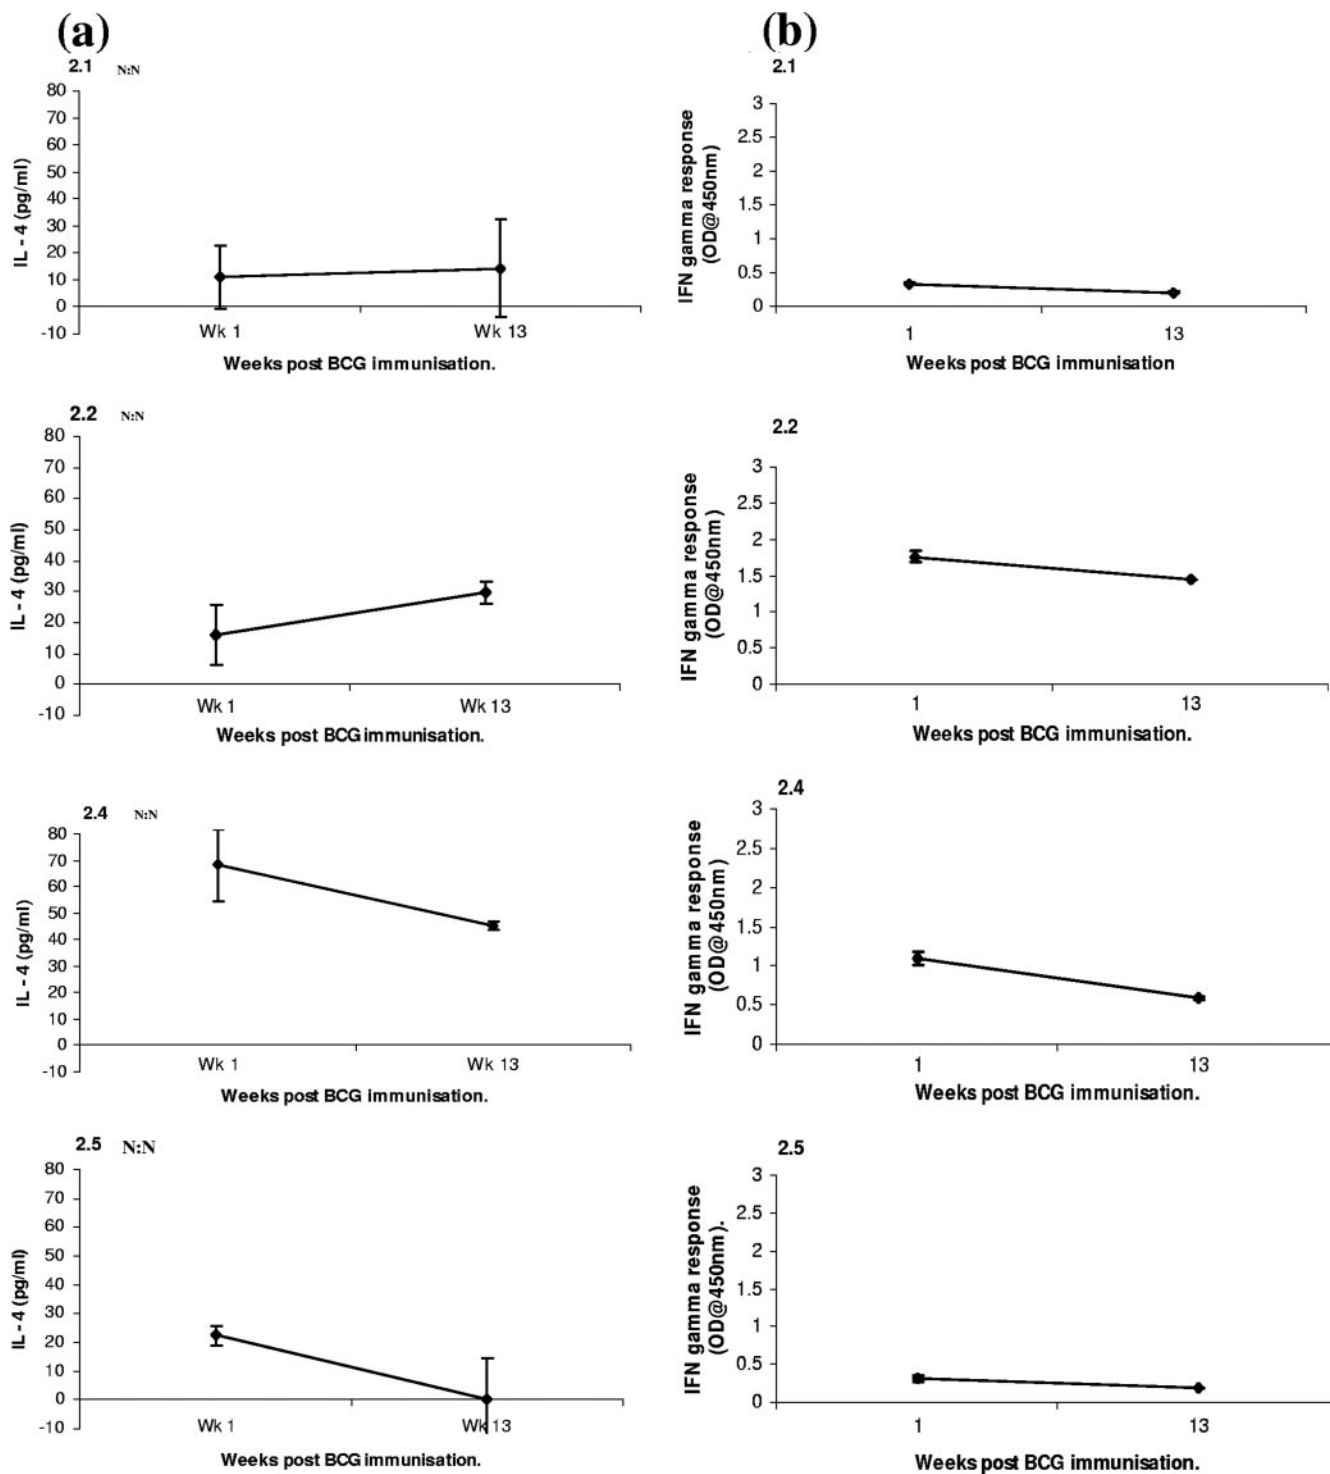 (a)
2.1 N:N
80
70
60
50
40
30
20
10
0
-10
IL - 4 (pg/ml)
Wk 1 Wk 13
Weeks post BCG immunisation.
(b)
2.1
3
2.5
2
1.5
1
0.5
0
IFN gamma response
(OD@450nm)
1 13
Weeks post BCG immunisation
2.2 N:N
80
70
60
50
40
30
20
10
0
-10
IL - 4 (pg/ml)
Wk 1 Wk 13
Weeks post BCG immunisation.
2.2
3
2.5
2
1.5
1
0.5
0
IFN gamma response
(OD@450nm)
1 13
Weeks post BCG immunisation.
2.4 N:N
80
70
60
50
40
30
20
10
0
-10
IL - 4 (pg/ml)
Wk 1 Wk 13
Weeks post BCG immunisation.
2.4
3
2.5
2
1.5
1
0.5
0
IFN gamma response
(OD@450nm)
1 13
Weeks post BCG immunisation.
2.5 N:N
80
70
60
50
40
30
20
10
0
-10
IL - 4 (pg/ml)
Wk 1 Wk 13
Weeks post BCG immunisation.
2.5
3
2.5
2
1.5
1
0.5
0
IFN gamma response
(OD@450nm).
1 13
Weeks post BCG immunisation.